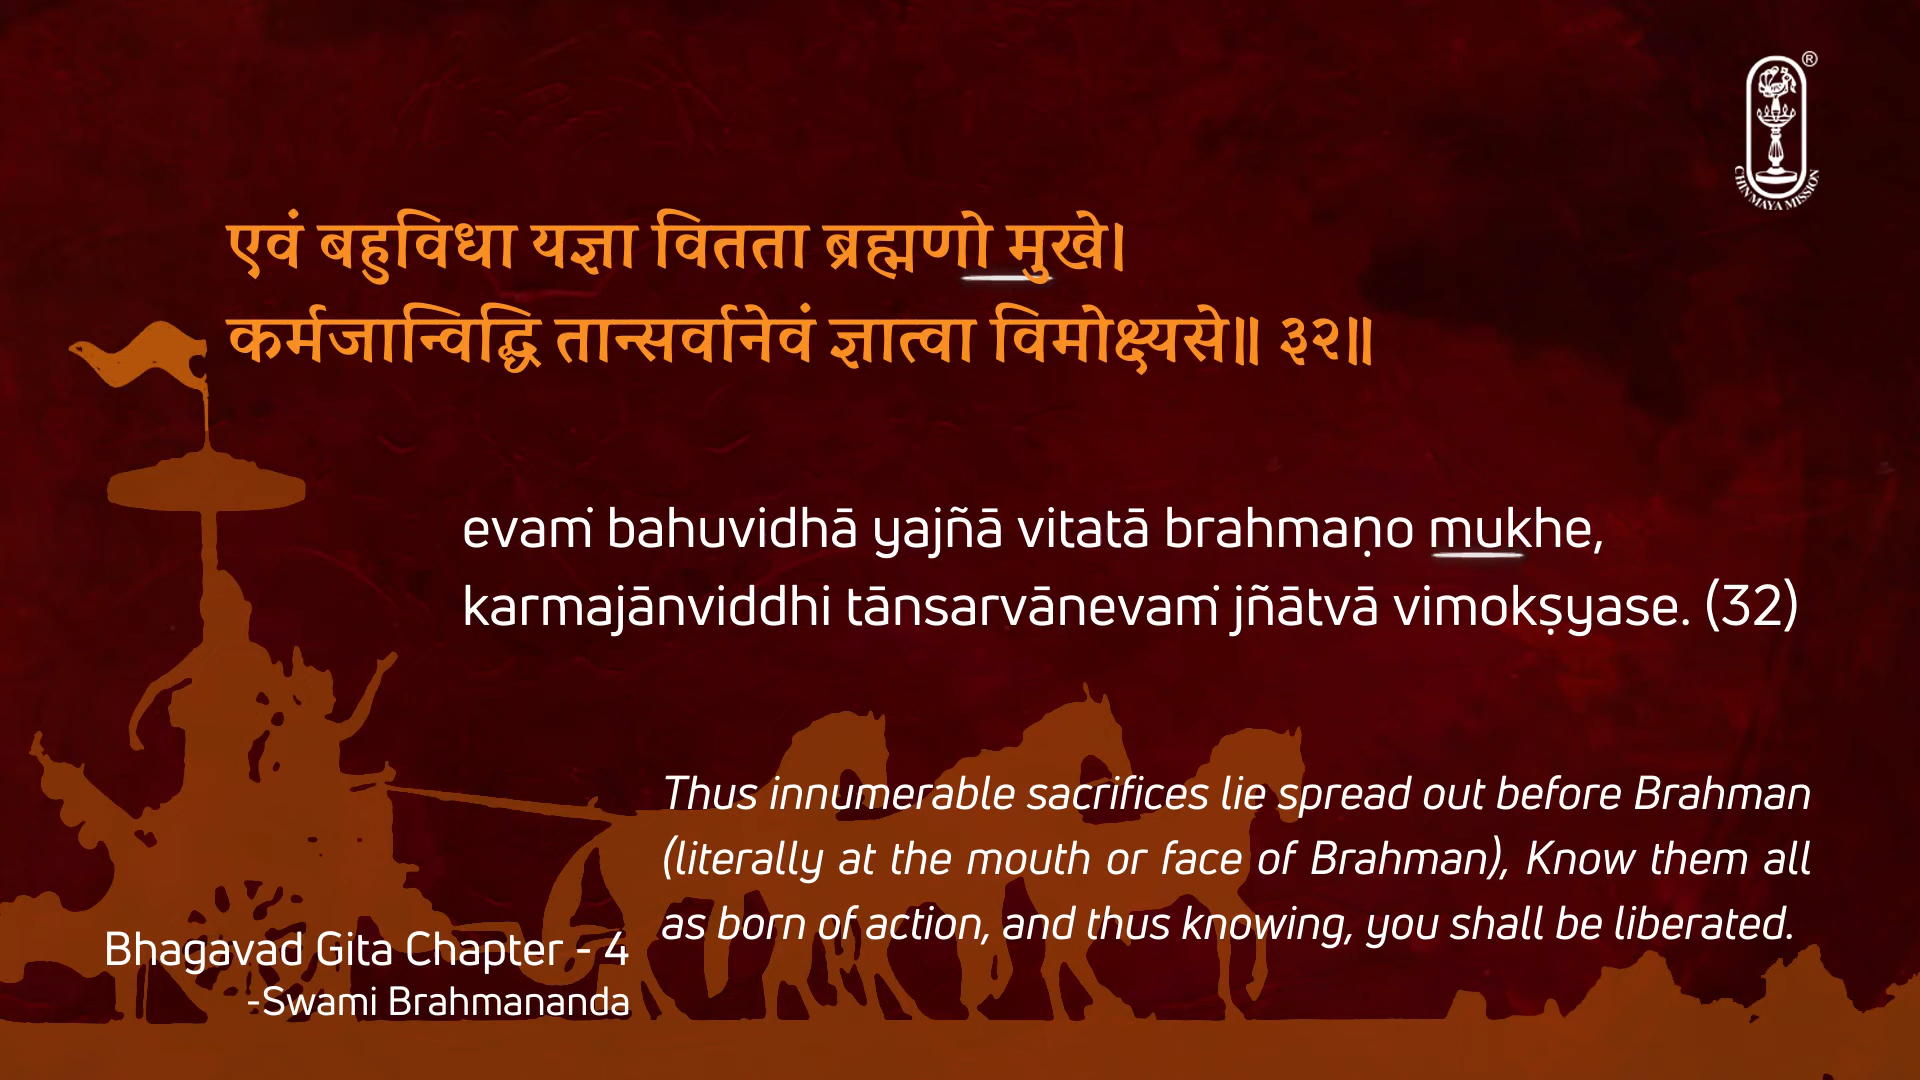 ®
CHINMAYA MISSION
एवं बहुविधा यज्ञा वितता ब्रह्मणो मुखे।
कर्मजान्विद्धि तान्सर्वानेवं ज्ञात्वा विमोक्ष्यसे॥ ३२॥
evaṁ bahuvidhā yajñā vitatā brahmaṇo mukhe,
karmajānviddhi tānsarvānevaṁ jñātvā vimokṣyase. (32)
Thus innumerable sacrifices lie spread out before Brahman
(literally at the mouth or face of Brahman), Know them all
as born of action, and thus knowing, you shall be liberated.
Bhagavad Gita Chapter - 4
-Swami Brahmananda